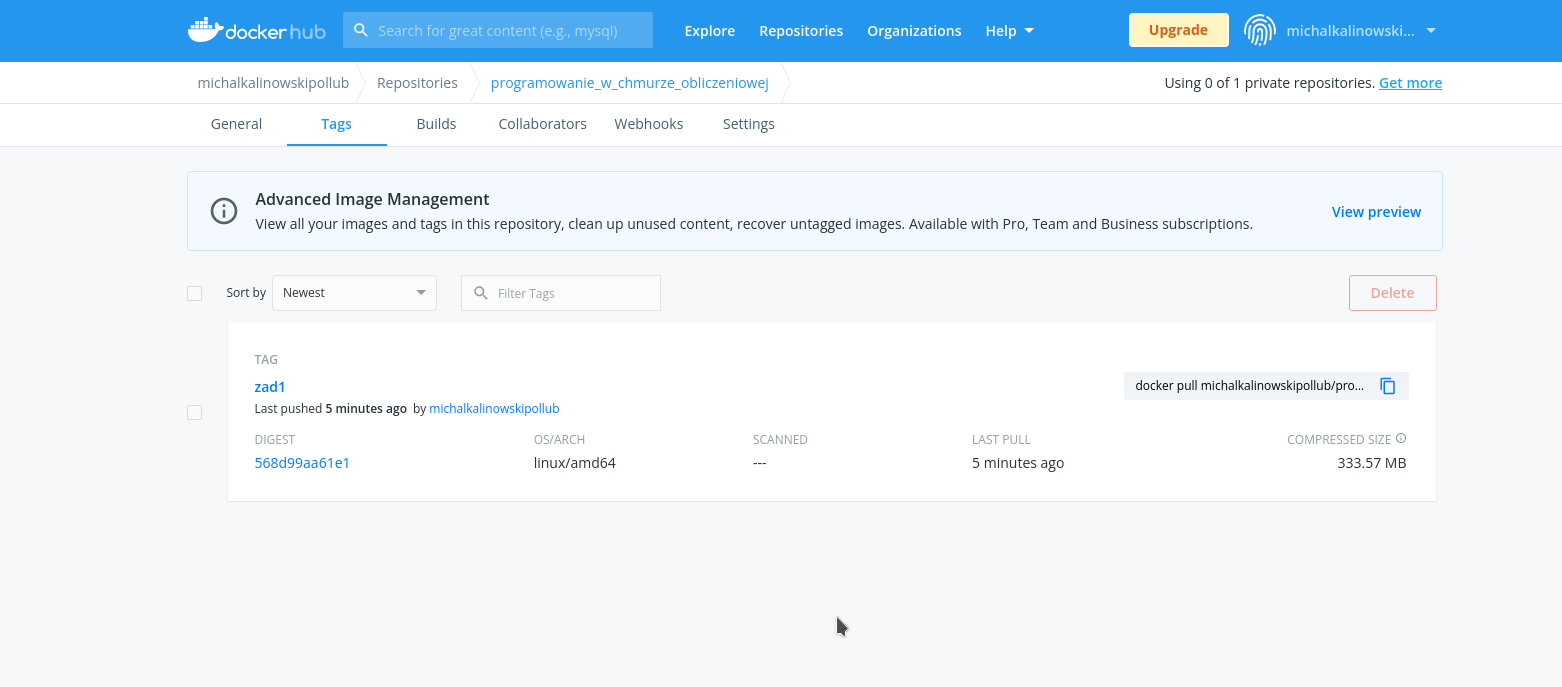 docker hub Search for great content (e.g., mysql) Explore Repositories Organizations Help Upgrade michalkalinowski...
michalkalinowskipollub Repositories programowanie_w_chmurze_obliczeniowej Using 0 of 1 private repositories. Get more
General Tags Builds Collaborators Webhooks Settings
Advanced Image Management
View all your images and tags in this repository, clean up unused content, recover untagged images. Available with Pro, Team and Business subscriptions.
View preview
Sort by Newest Filter Tags Delete
TAG
zad1
docker pull michalkalinowskipollub/pro...
Last pushed 5 minutes ago by michalkalinowskipollub
DIGEST OS/ARCH SCANNED LAST PULL COMPRESSED SIZE
568d99aa61e1 linux/amd64 --- 5 minutes ago 333.57 MB